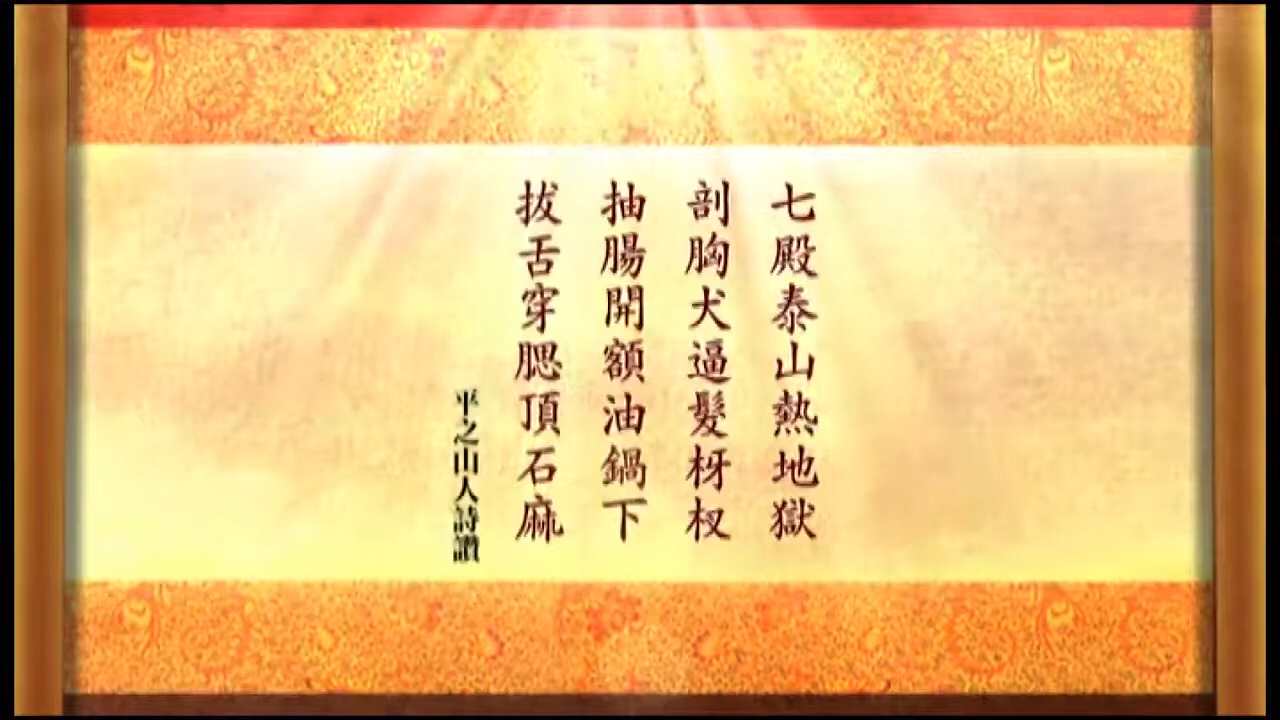 七殿泰山熱地獄
剖胸犬逼髮枒杈
抽腸開額油鍋下
拔舌穿腮頂石麻
平之山人詩讚